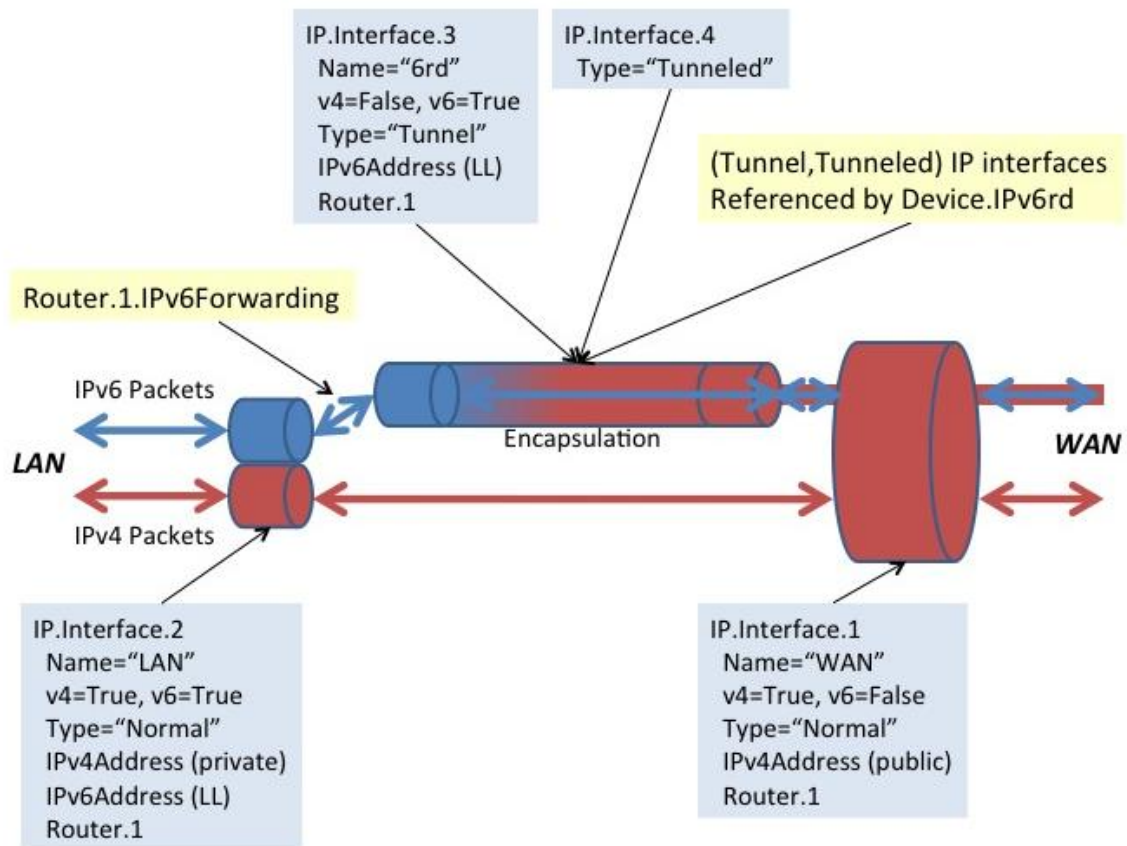 IP.Interface.3
Name=“6rd”
v4=False, v6=True
Type=“Tunnel”
IPv6Address (LL)
Router.1
IP.Interface.4
Type=“Tunneled”
(Tunnel,Tunneled) IP interfaces
Referenced by Device.IPv6rd
Router.1.IPv6Forwarding
IPv6 Packets
Encapsulation
LAN
WAN
IPv4 Packets
IP.Interface.2
Name=“LAN”
v4=True, v6=True
Type=“Normal”
IPv4Address (private)
IPv6Address (LL)
Router.1
IP.Interface.1
Name=“WAN”
v4=True, v6=False
Type=“Normal”
IPv4Address (public)
Router.1